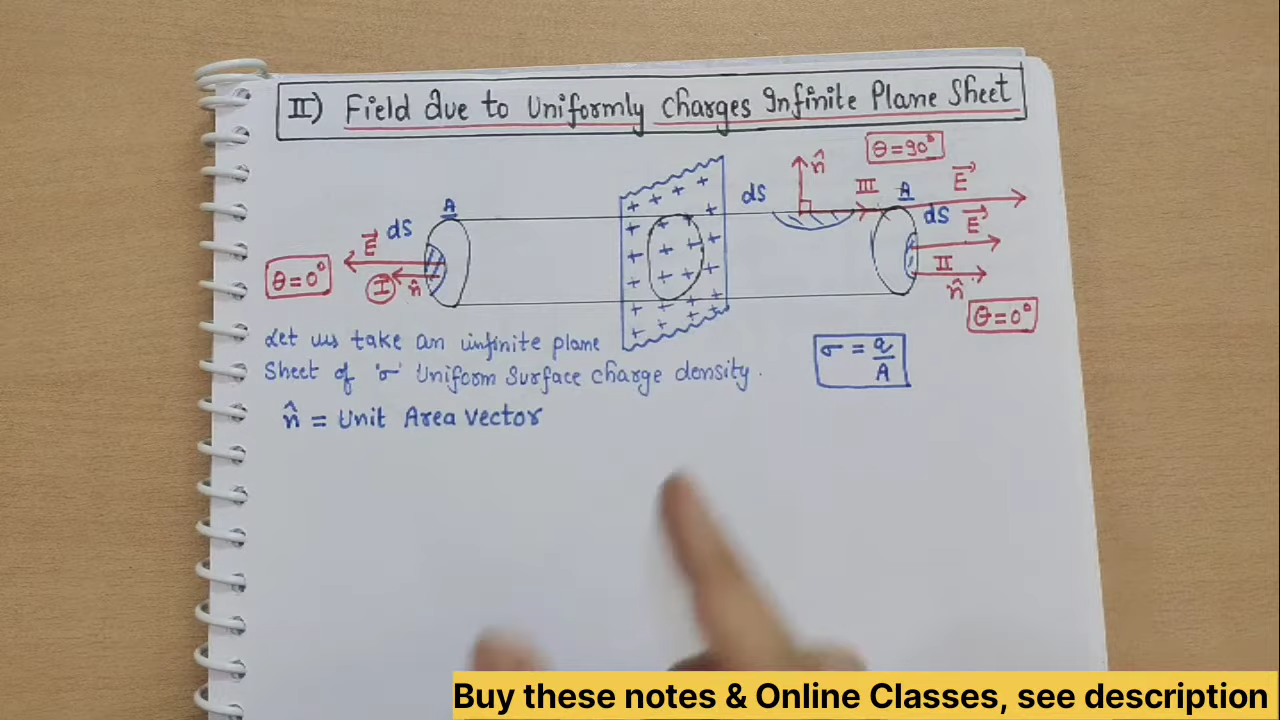 II) Field due to Uniformly Charges Infinite Plane Sheet
θ=90°
n̂
dS
III
A
E⃗
A
dS
dS
E⃗
E⃗
θ=0°
I
n̂
II
n̂
θ=0°
+ + + +
+ + + +
+ + +
+ + + +
+ + + +
+ + + +
Let us take an infinite plane
Sheet of 'σ' Uniform Surface charge density.
σ = q/A
n̂ = Unit Area Vector
Buy these notes & Online Classes, see description